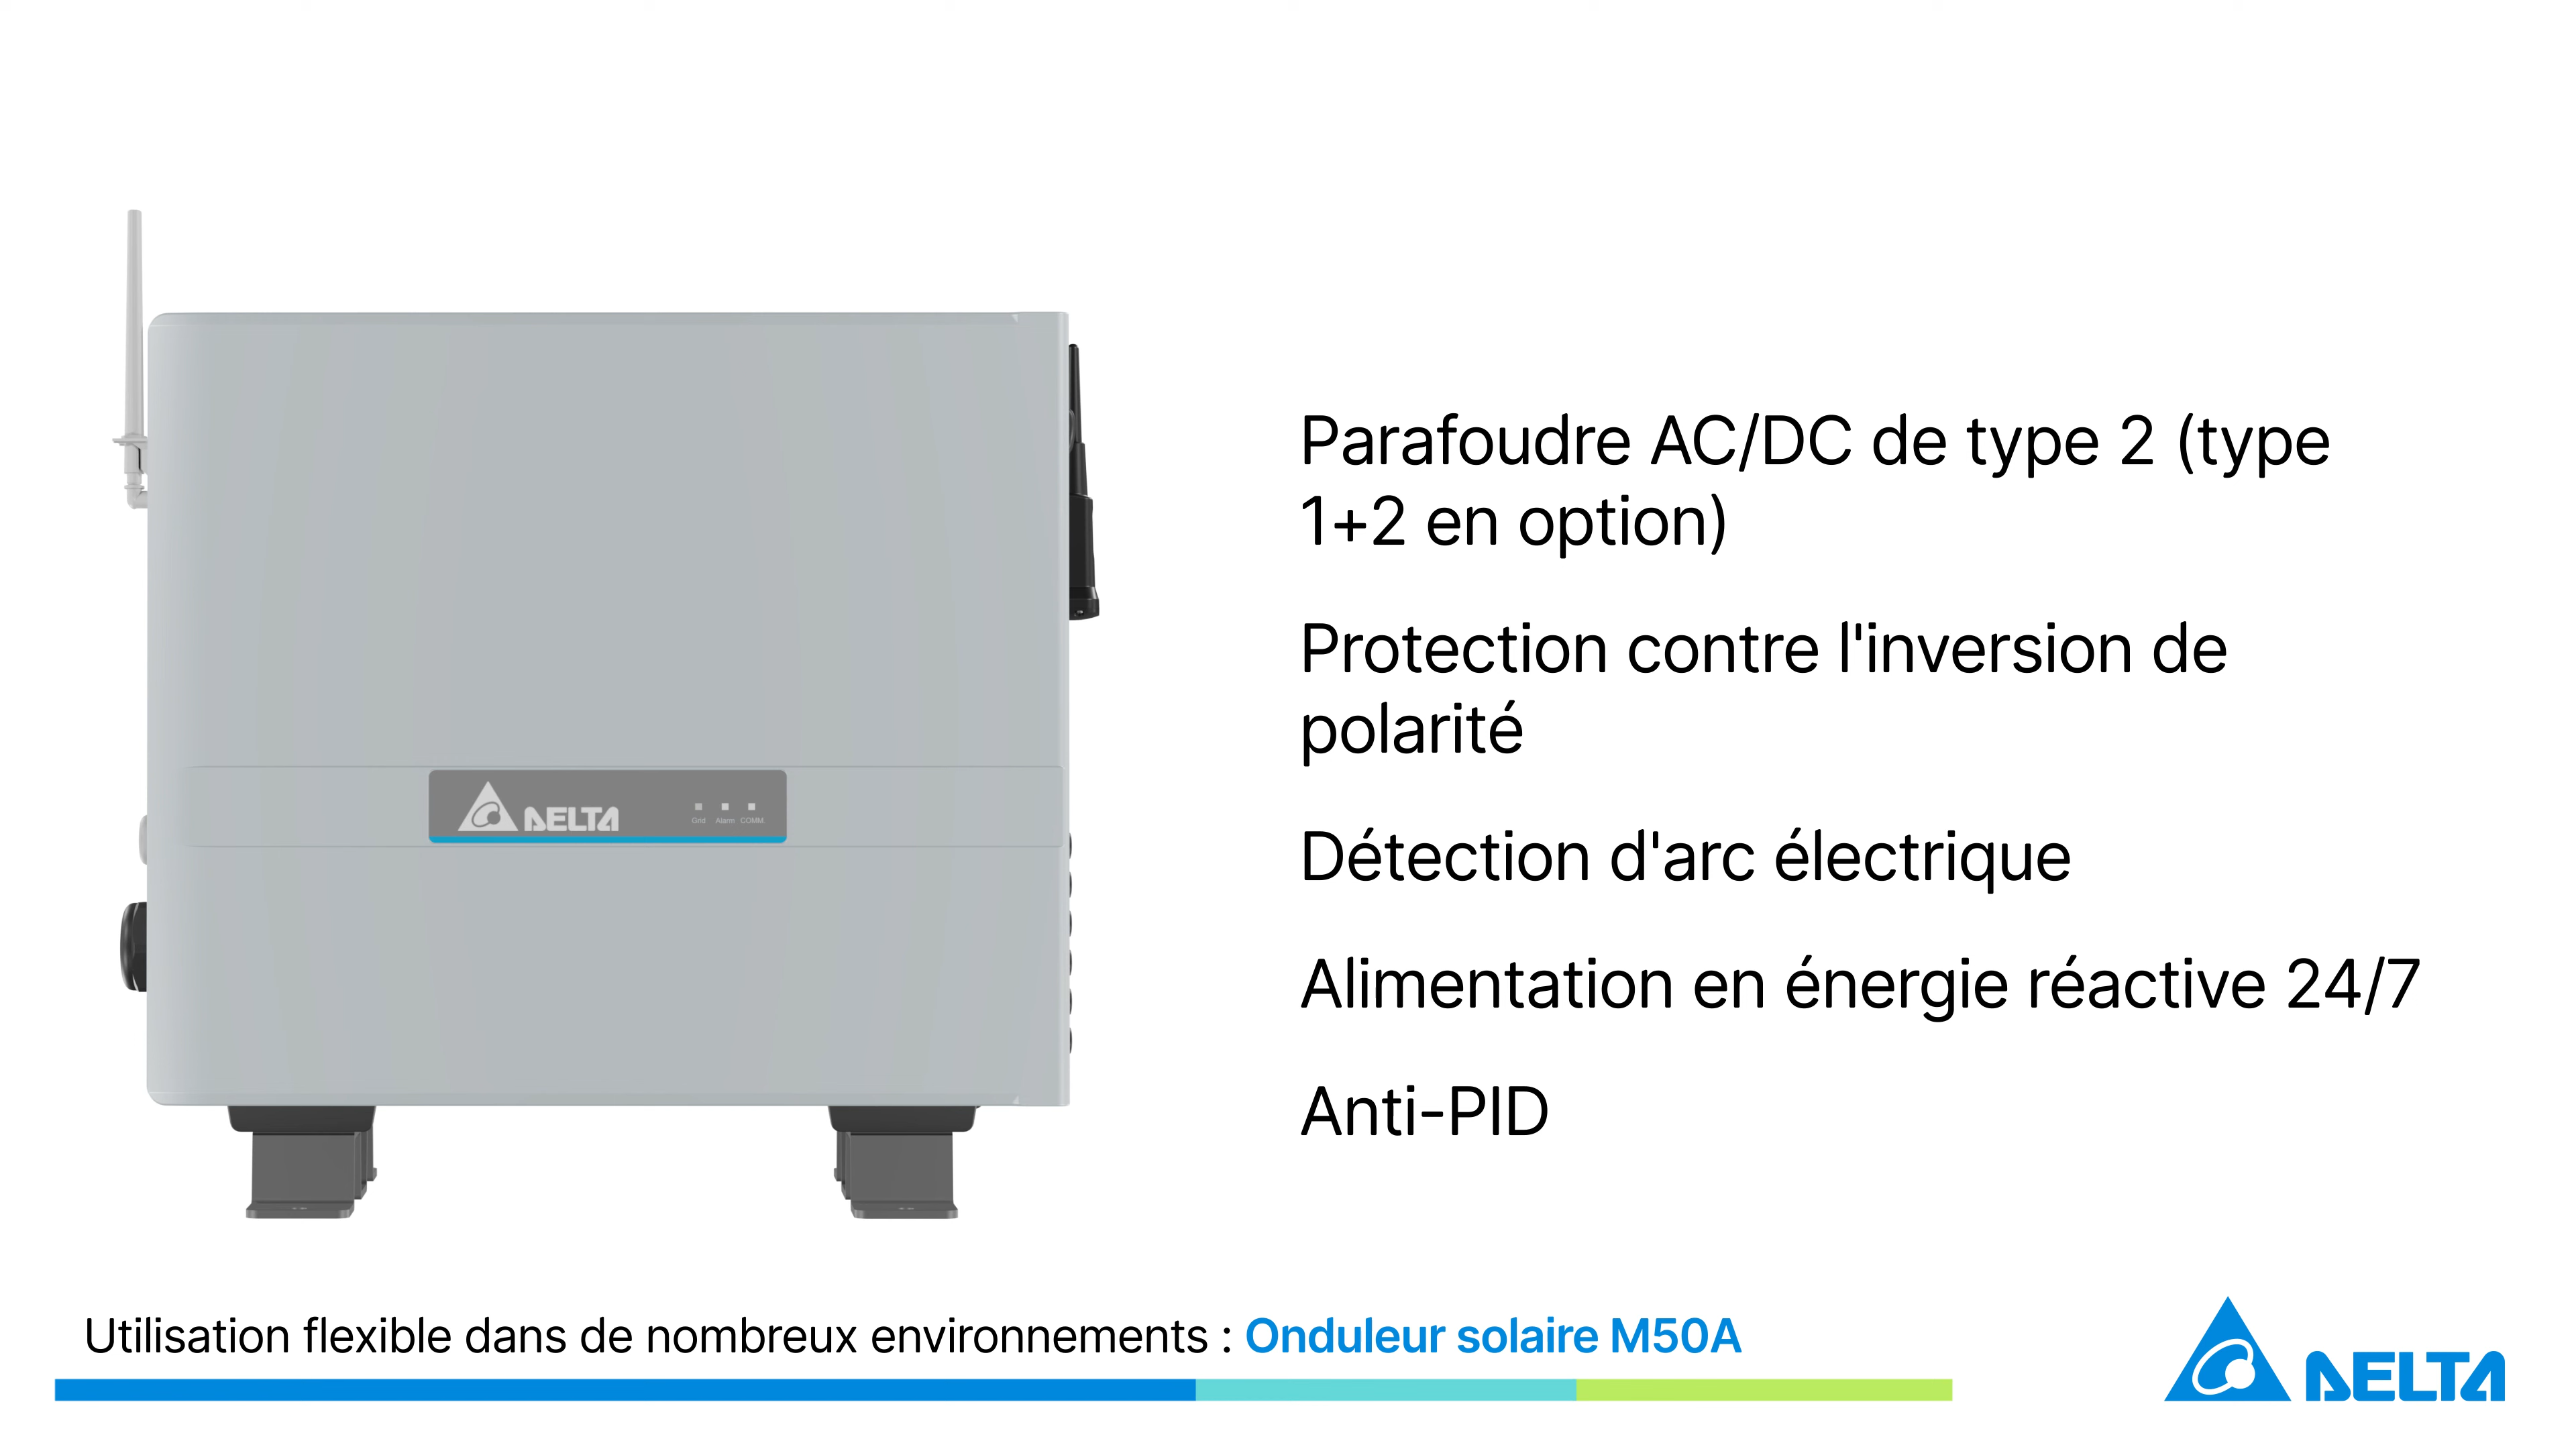 DELTA
Grid Alarm COMM.
Parafoudre AC/DC de type 2 (type
1+2 en option)
Protection contre l'inversion de
polarité
Détection d'arc électrique
Alimentation en énergie réactive 24/7
Anti-PID
Utilisation flexible dans de nombreux environnements : Onduleur solaire M50A
DELTA